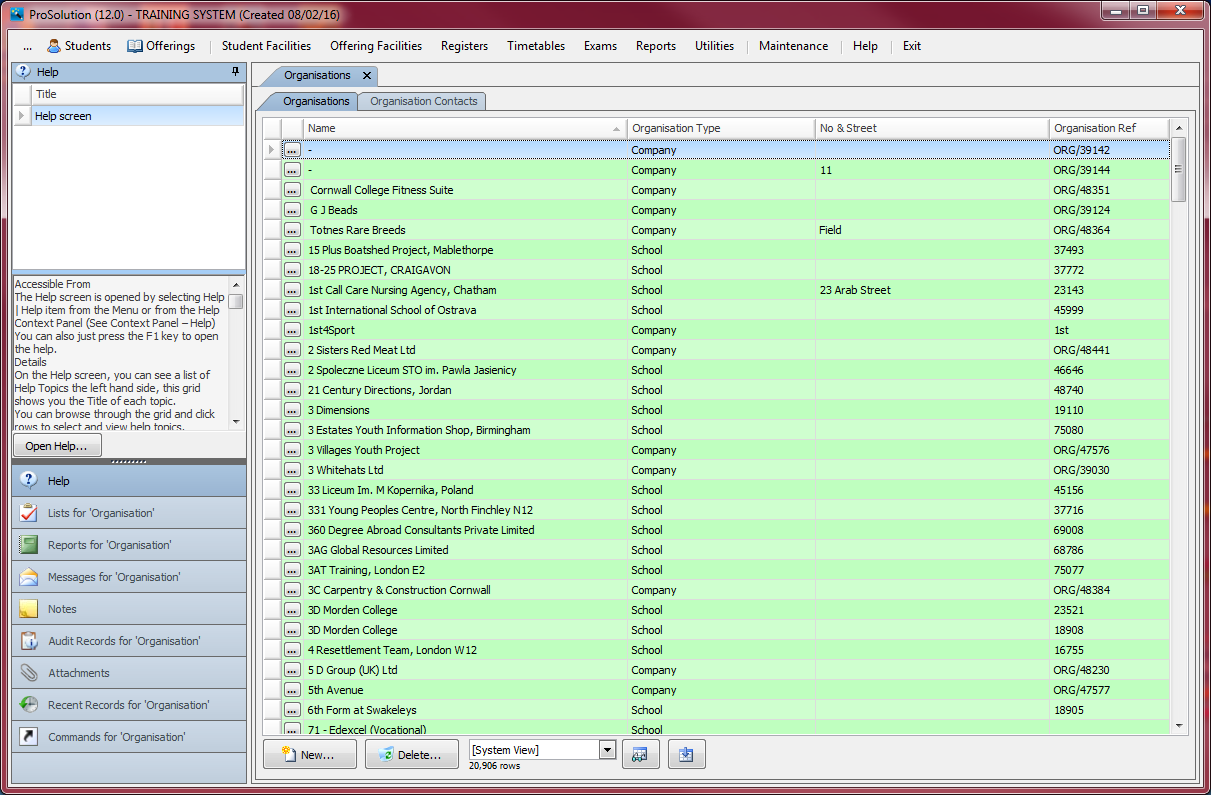 ProSolution (12.0) - TRAINING SYSTEM (Created 08/02/16)
... Students Offerings Student Facilities Offering Facilities Registers Timetables Exams Reports Utilities Maintenance Help Exit
Help
Title
Help screen
Accessible From
The Help screen is opened by selecting Help
| Help item from the Menu or from the Help
Context Panel (See Context Panel – Help)
You can also just press the F1 key to open
the help.
Details
On the Help screen, you can see a list of
Help Topics the left hand side, this grid
shows you the Title of each topic.
You can browse through the grid and click
rows to select and view help topics.
Open Help...
Help
Lists for 'Organisation'
Reports for 'Organisation'
Messages for 'Organisation'
Notes
Audit Records for 'Organisation'
Attachments
Recent Records for 'Organisation'
Commands for 'Organisation'
Organisations
Organisations Organisation Contacts
Name Organisation Type No & Street Organisation Ref
... - Company ORG/39142
... - Company 11 ORG/39144
... Cornwall College Fitness Suite Company ORG/48351
... G J Beads Company ORG/39124
... Totnes Rare Breeds Company Field ORG/48364
... 15 Plus Boatshed Project, Mablethorpe School 37493
... 18-25 PROJECT, CRAIGAVON School 37772
... 1st Call Care Nursing Agency, Chatham School 23 Arab Street 23143
... 1st International School of Ostrava School 45999
... 1st4Sport Company 1st
... 2 Sisters Red Meat Ltd Company ORG/48441
... 2 Spoleczne Liceum STO im. Pawla Jasienicy School 46646
... 21 Century Directions, Jordan School 48740
... 3 Dimensions School 19110
... 3 Estates Youth Information Shop, Birmingham School 75080
... 3 Villages Youth Project Company ORG/47576
... 3 Whitehats Ltd Company ORG/39030
... 33 Liceum Im. M Kopernika, Poland School 45156
... 331 Young Peoples Centre, North Finchley N12 School 37716
... 360 Degree Abroad Consultants Private Limited School 69008
... 3AG Global Resources Limited School 68786
... 3AT Training, London E2 School 75077
... 3C Carpentry & Construction Cornwall Company ORG/48384
... 3D Morden College School 23521
... 3D Morden College School 18908
... 4 Resettlement Team, London W12 School 16755
... 5 D Group (UK) Ltd Company ORG/48230
... 5th Avenue Company ORG/47577
... 6th Form at Swakeleys School 18905
... 71 - Edexcel (Vocational) School
New... Delete... [System View]
20,906 rows